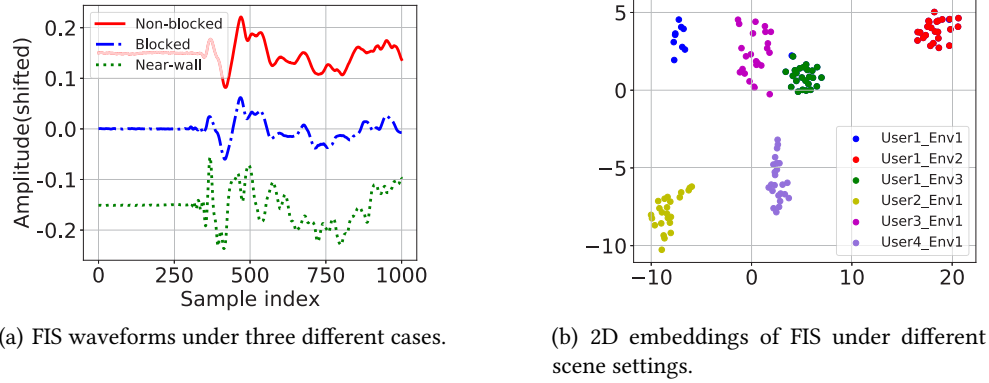 0.2
0.1
0.0
-0.1
-0.2
Amplitude(shifted)
Non-blocked
Blocked
Near-wall
0 250 500 750 1000
Sample index
(a) FIS waveforms under three different cases.
5
0
−5
−10
User1_Env1
User1_Env2
User1_Env3
User2_Env1
User3_Env1
User4_Env1
−10 0 10 20
(b) 2D embeddings of FIS under different
scene settings.